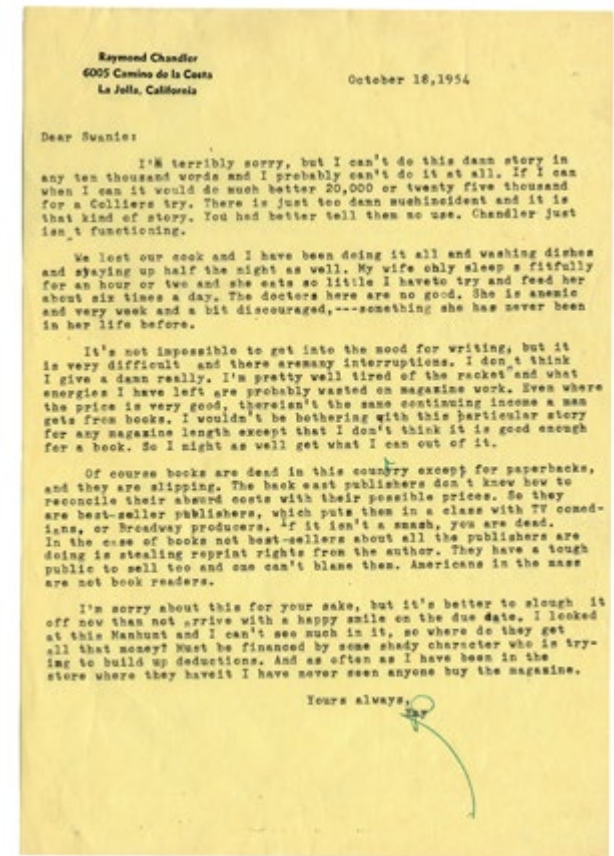 Raymond Chandler
6005 Camino de la Costa
La Jolla, California
October 18,1954
Dear Swanie:
I'm terribly sorry, but I can't do this damn story in
any ten thousand words and I probably can't do it at all. If I can
when I can it would do much better 20,000 or twenty five thousand
for a Colliers try. There is just too damn muchincident and it is
that kind of story. You had better tell them no use. Chandler just
isn't functioning.
We lost our cook and I have been doing it all and washing dishes
and staying up half the night as well. My wife only sleep s fitfully
for an hour or two and she eats so little I haveto try and feed her
about six times a day. The doctors here are no good. She is anemic
and very week and a bit discouraged,---something she has never been
in her life before.
It's not impossible to get into the mood for writing, but it
is very difficult and there aremany interruptions. I don't think
I give a damn really. I'm pretty well tired of the racket and what
energies I have left are probably wasted on magazine work. Even where
the price is very good, thereisn't the same continuing income a man
gets from books. I wouldn't be bothering with this particular story
for any magazine length except that I don't think it is good enough
for a book. So I might as well get what I can out of it.
Of course books are dead in this country except for paperbacks,
and they are slipping. The back east publishers don't know how to
reconcile their absurd costs with their possible prices. So they
are best-seller publishers, which puts them in a class with TV comed-
ians, or Broadway producers. If it isn't a smash, you are dead.
In the case of books not best-sellers about all the publishers are
doing is stealing reprint rights from the author. They have a tough
public to sell too and one can't blame them. Americans in the mass
are not book readers.
I'm sorry about this for your sake, but it's better to slough it
off now than not arrive with a happy smile on the due date. I looked
at this Manhunt and I can't see much in it, so where do they get
all that money? Must be financed by some shady character who is try-
ing to build up deductions. And as often as I have been in the
store where they haveit I have never seen anyone buy the magazine.
Yours always,
Ray